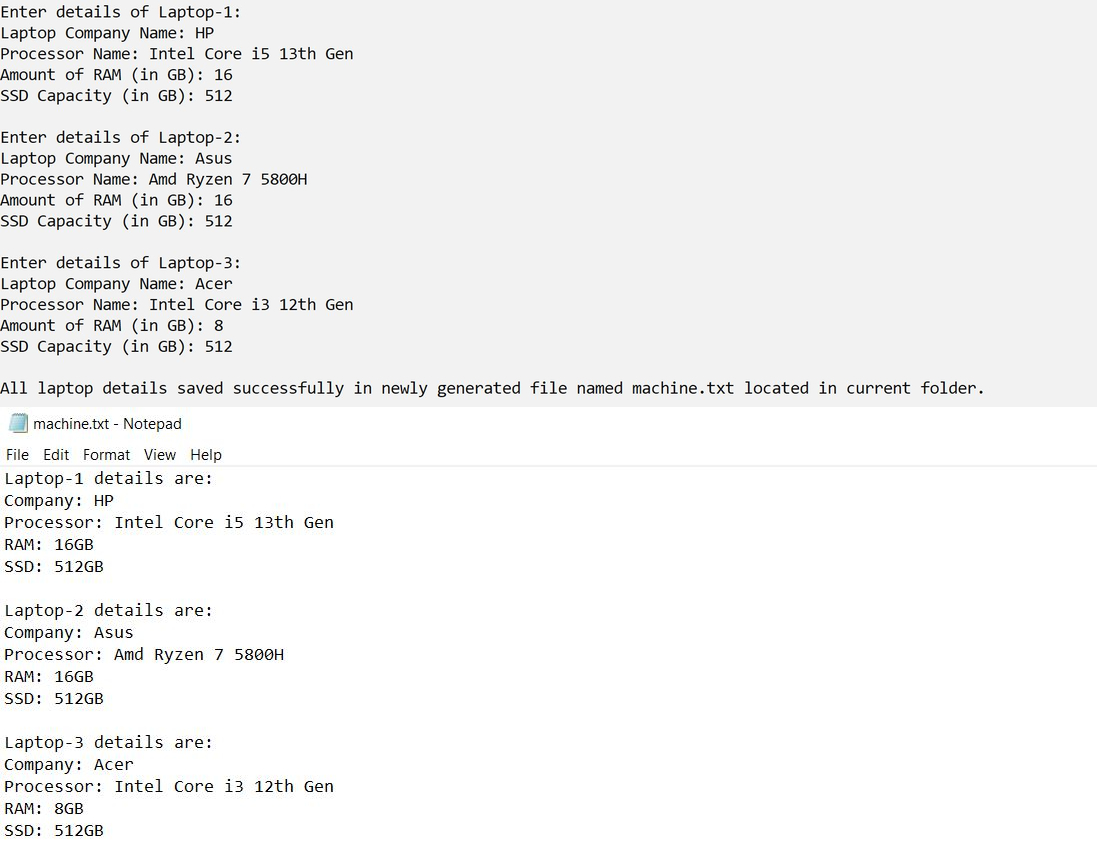 Enter details of Laptop-1:
Laptop Company Name: HP
Processor Name: Intel Core i5 13th Gen
Amount of RAM (in GB): 16
SSD Capacity (in GB): 512
Enter details of Laptop-2:
Laptop Company Name: Asus
Processor Name: Amd Ryzen 7 5800H
Amount of RAM (in GB): 16
SSD Capacity (in GB): 512
Enter details of Laptop-3:
Laptop Company Name: Acer
Processor Name: Intel Core i3 12th Gen
Amount of RAM (in GB): 8
SSD Capacity (in GB): 512
All laptop details saved successfully in newly generated file named machine.txt located in current folder.
machine.txt - Notepad
File Edit Format View Help
Laptop-1 details are:
Company: HP
Processor: Intel Core i5 13th Gen
RAM: 16GB
SSD: 512GB
Laptop-2 details are:
Company: Asus
Processor: Amd Ryzen 7 5800H
RAM: 16GB
SSD: 512GB
Laptop-3 details are:
Company: Acer
Processor: Intel Core i3 12th Gen
RAM: 8GB
SSD: 512GB